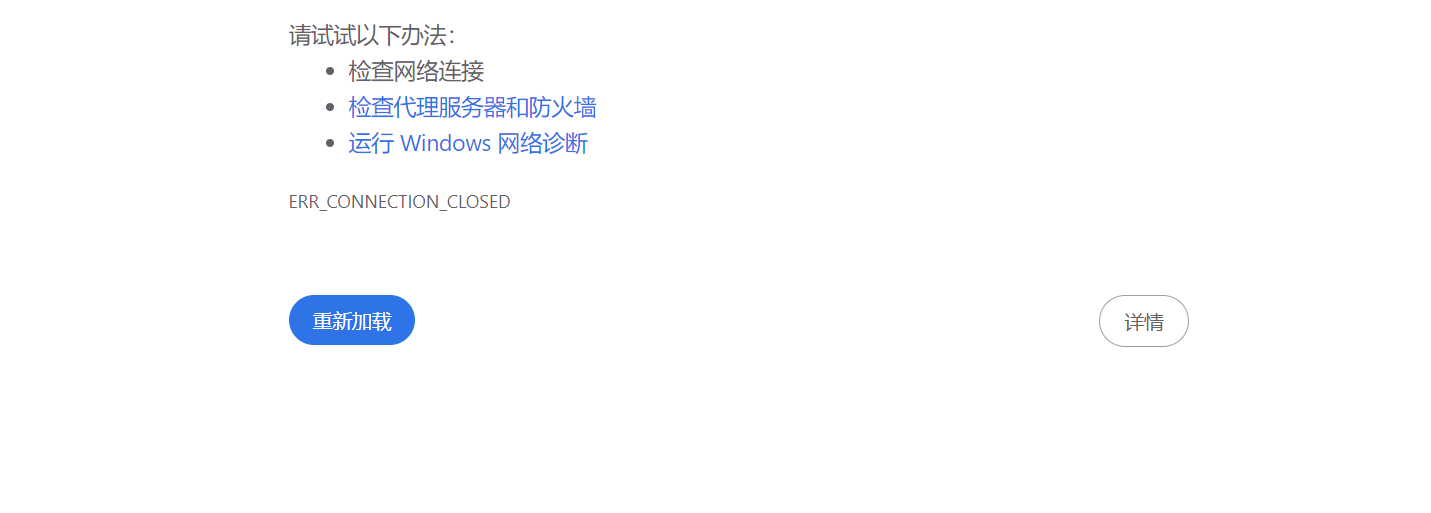 请试试以下办法：
检查网络连接
检查代理服务器和防火墙
运行 Windows 网络诊断
ERR_CONNECTION_CLOSED
重新加载
详情